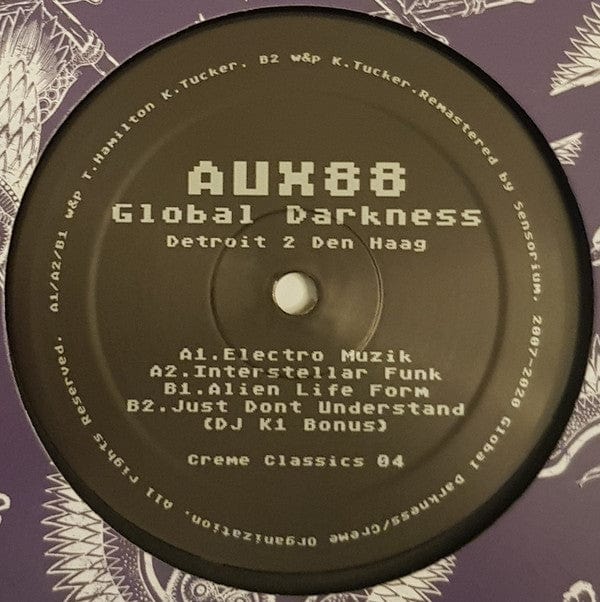 AUX88
Global Darkness
Detroit 2 Den Haag
A1.Electro Muzik
A2.Interstellar Funk
B1.Alien Life Form
B2.Just Dont Understand
(DJ K1 Bonus)
Creme Classics 04
A1/A2/B1 w&p T.Hamilton K.Tucker. B2 w&p K.Tucker.Remastered by Sensorium. 2007-2020 Global Darkness/Creme Organization. All Rights Reserved.